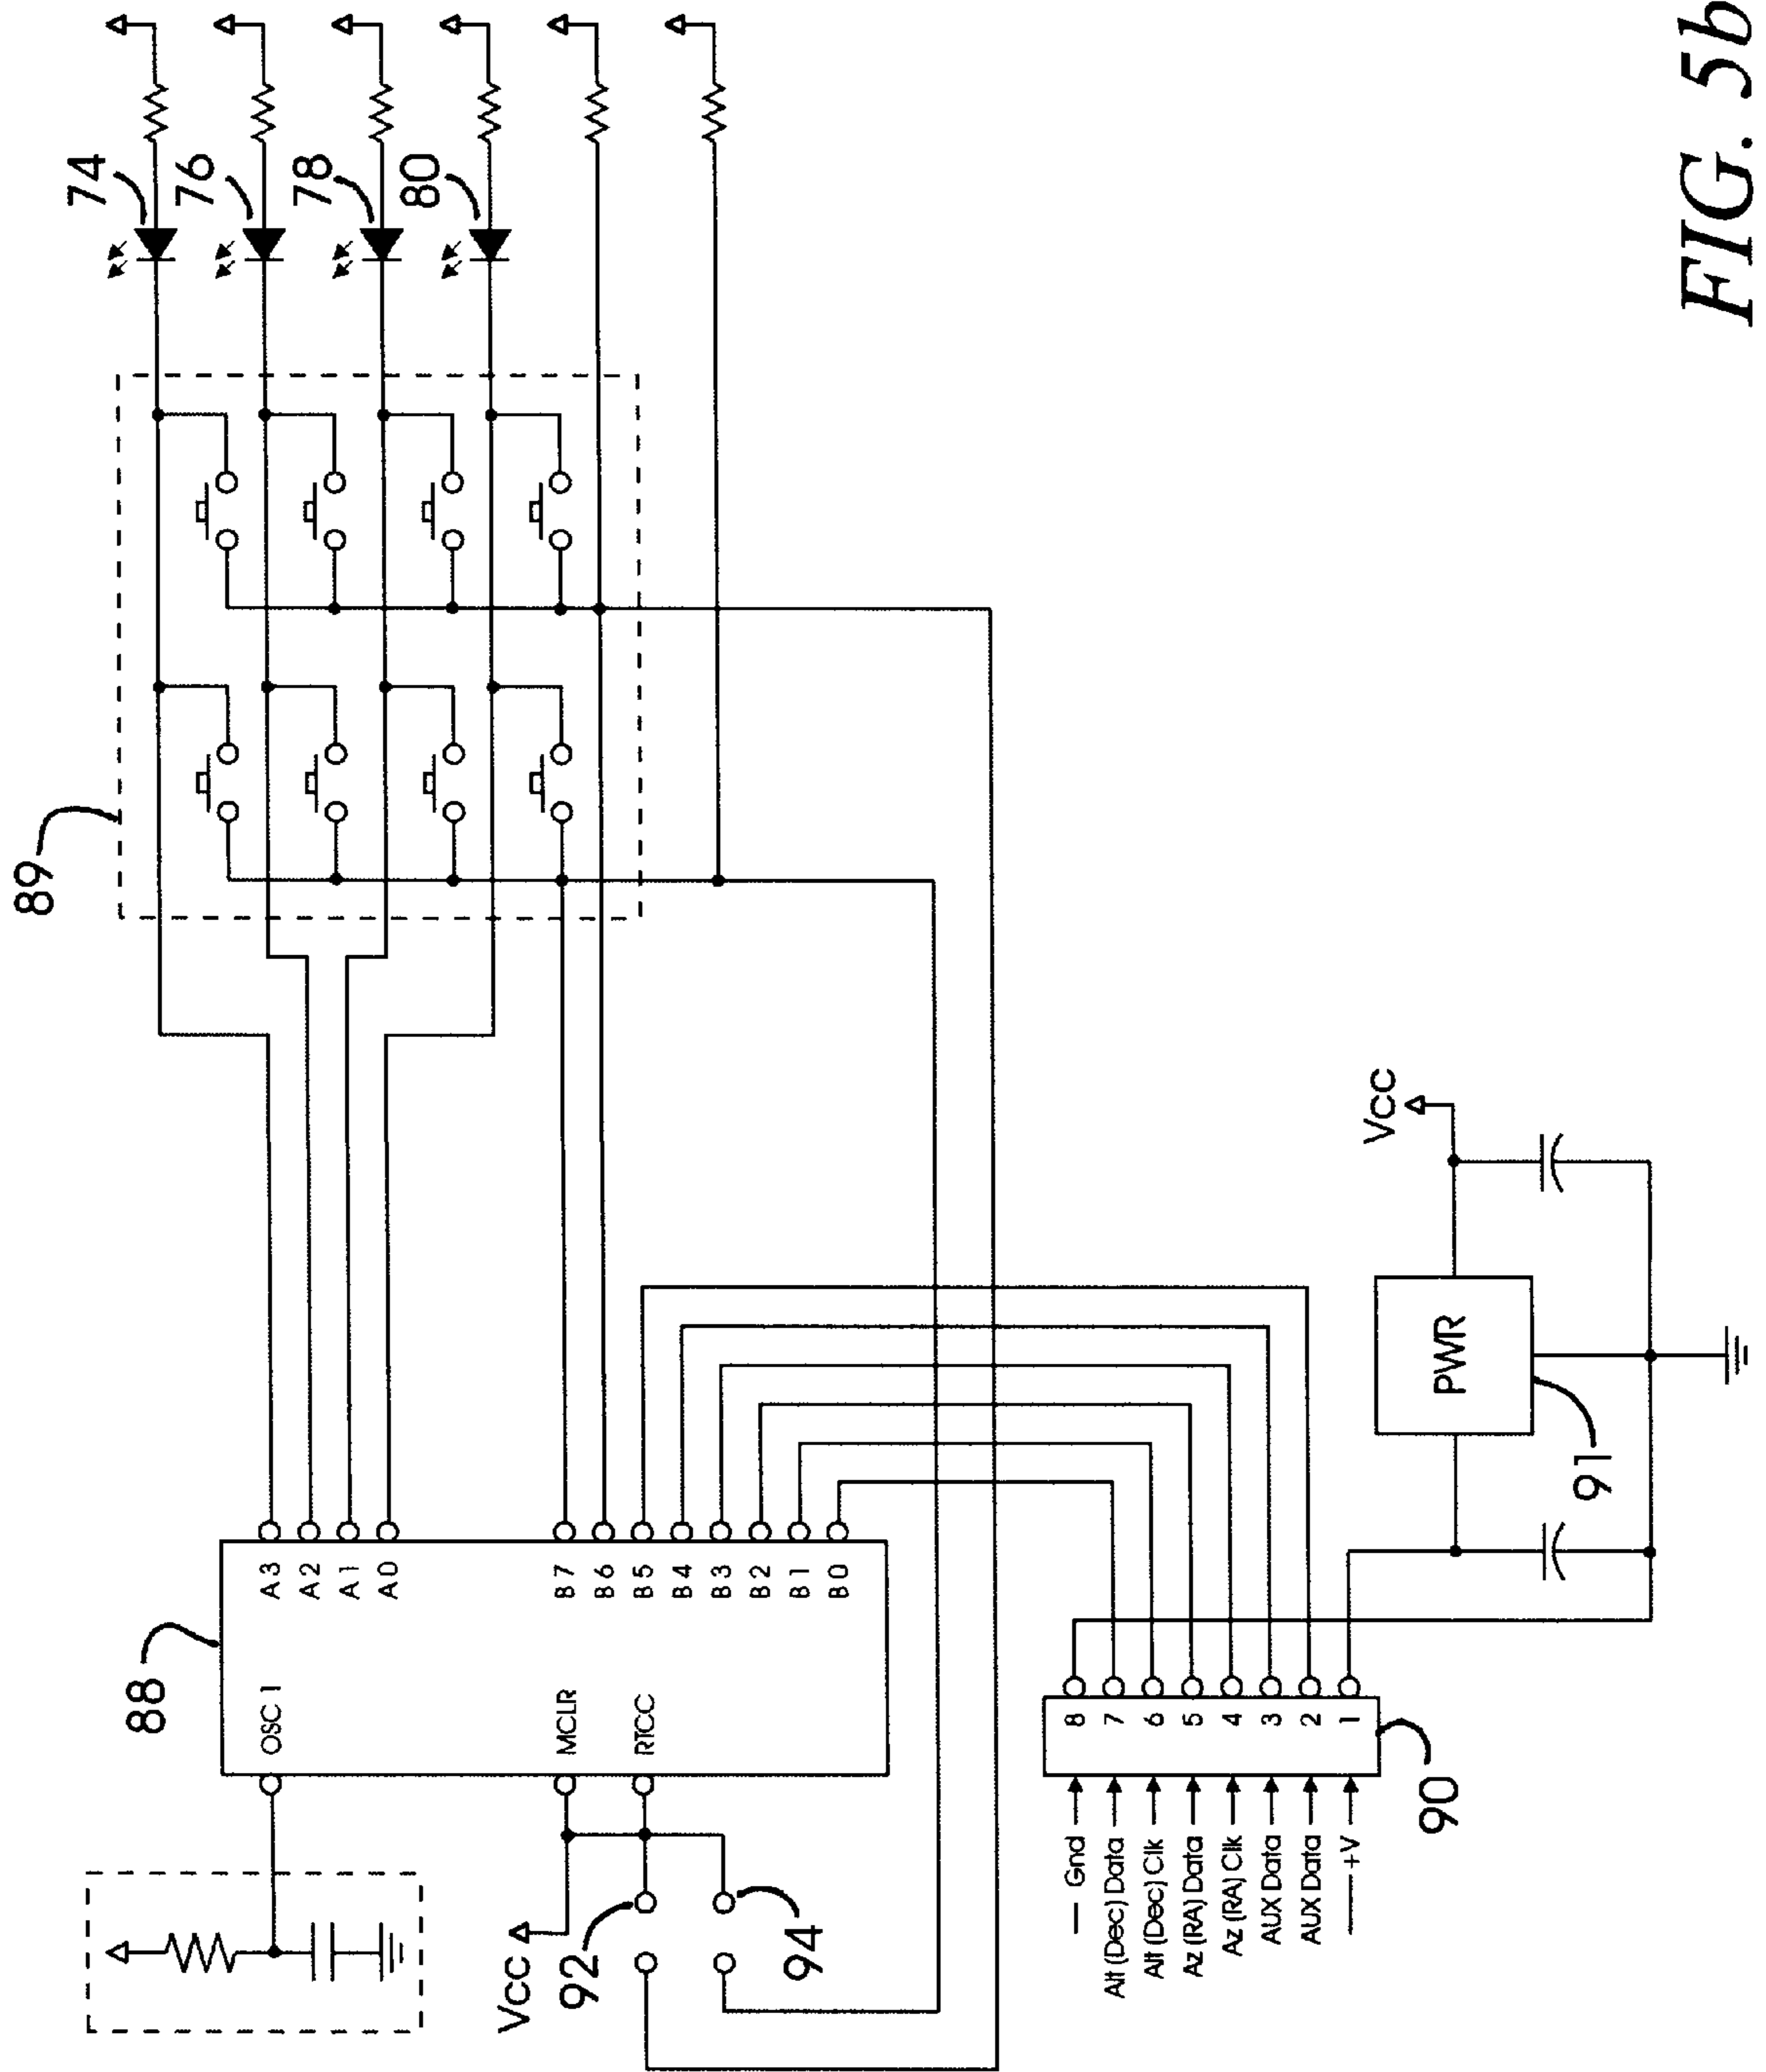 74
76
78
80
89
88
OSC 1
MCLR
RTCC
A3
A2
A1
A0
B7
B6
B5
B4
B3
B2
B1
B0
Vcc
92
94
Gnd
Alt (Dec) Data
Alt (Dec) Clk
Az (RA) Data
Az (RA) Clk
AUX Data
AUX Data
+V
8
7
6
5
4
3
2
1
90
PWR
91
Vcc
FIG. 5b